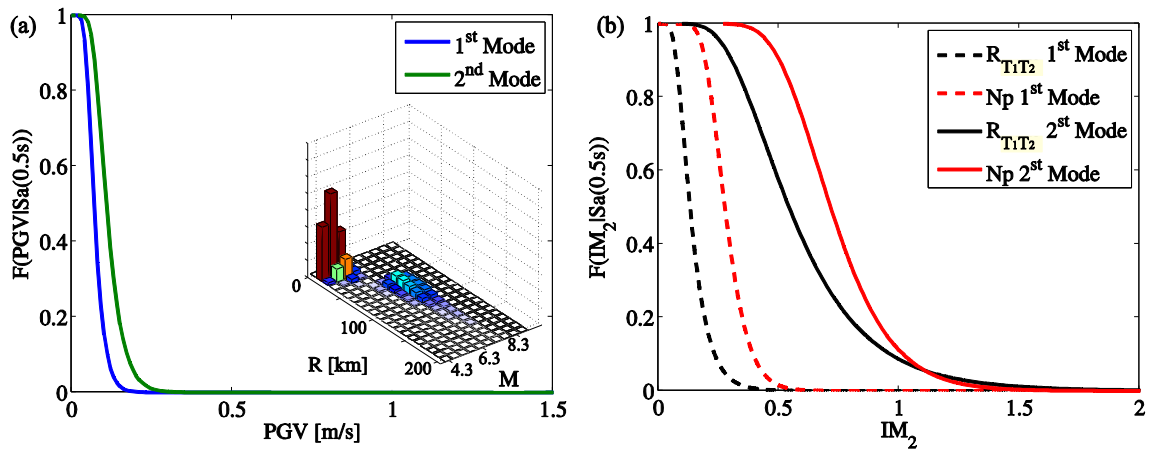 (a)
1
0.8
0.6
0.4
0.2
0
F(PGV|Sa(0.5s))
1st Mode
2nd Mode
0
100
200
R [km]
4.3
6.3
8.3
M
0
0.5
1
1.5
PGV [m/s]
(b)
1
0.8
0.6
0.4
0.2
0
F(IM2|Sa(0.5s))
RT1T2 1st Mode
Np 1st Mode
RT1T2 2st Mode
Np 2st Mode
0
0.5
1
1.5
2
IM2